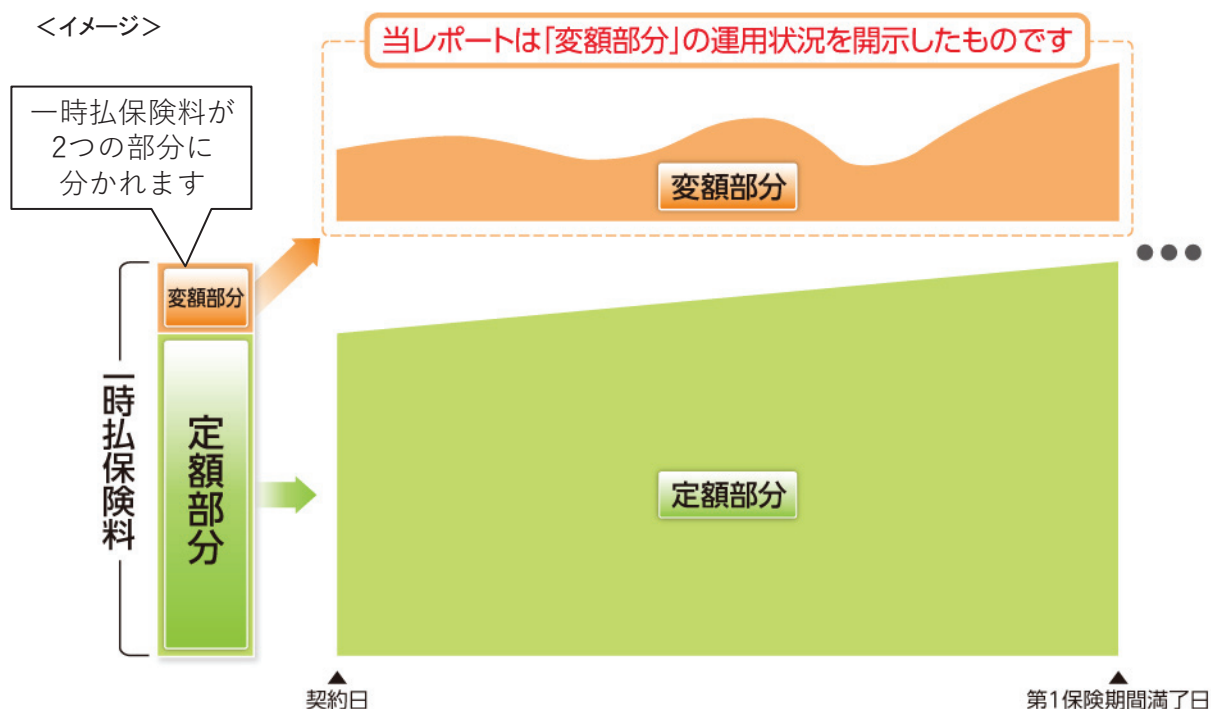 ＜イメージ＞
当レポートは「変額部分」の運用状況を開示したものです
一時払保険料が
2つの部分に
分かれます
変額部分
変額部分
一時払保険料
定額部分
定額部分
契約日
第1保険期間満了日